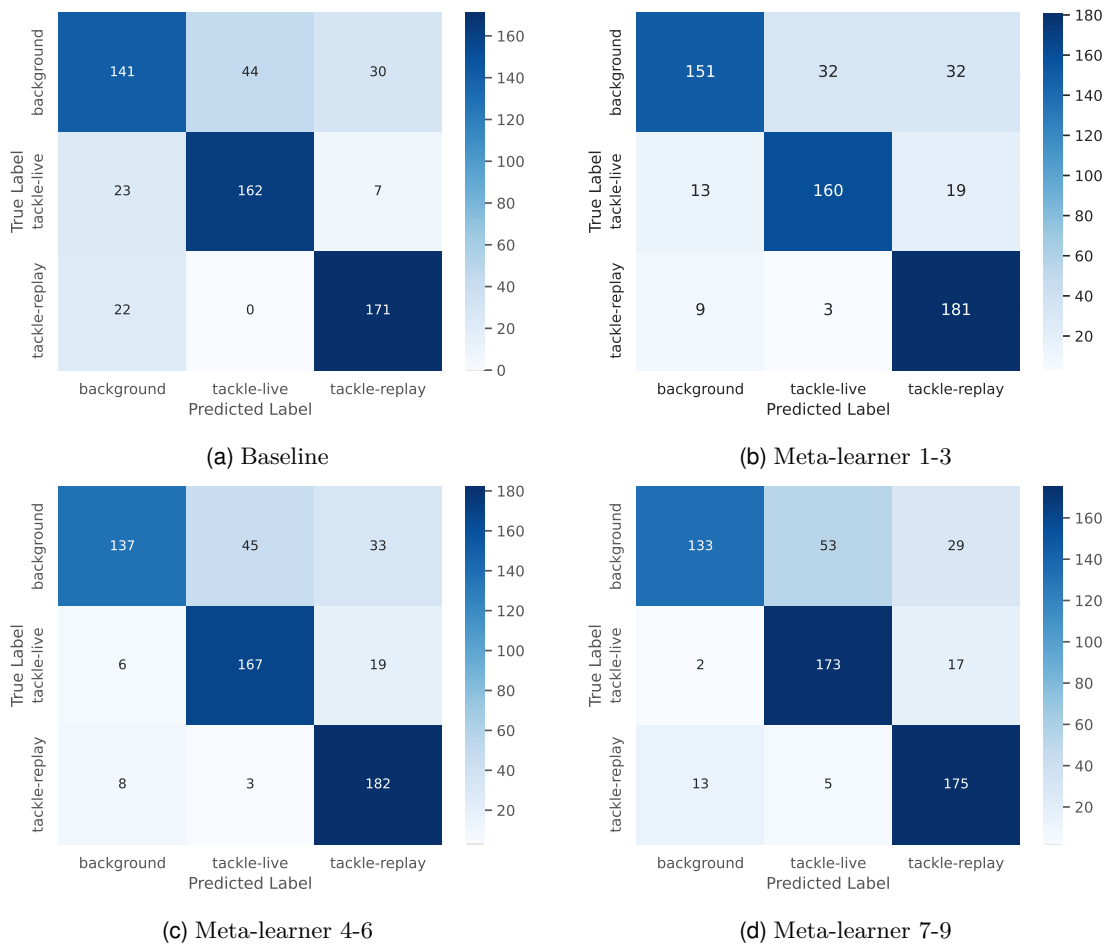 background
141
44
30
True Label
tackle-live
23
162
7
tackle-replay
22
0
171
background
tackle-live
tackle-replay
Predicted Label
160
140
120
100
80
60
40
20
0
(a) Baseline
background
151
32
32
True Label
tackle-live
13
160
19
tackle-replay
9
3
181
background
tackle-live
tackle-replay
Predicted Label
180
160
140
120
100
80
60
40
20
(b) Meta-learner 1-3
background
137
45
33
True Label
tackle-live
6
167
19
tackle-replay
8
3
182
background
tackle-live
tackle-replay
Predicted Label
180
160
140
120
100
80
60
40
20
(c) Meta-learner 4-6
background
133
53
29
True Label
tackle-live
2
173
17
tackle-replay
13
5
175
background
tackle-live
tackle-replay
Predicted Label
160
140
120
100
80
60
40
20
(d) Meta-learner 7-9